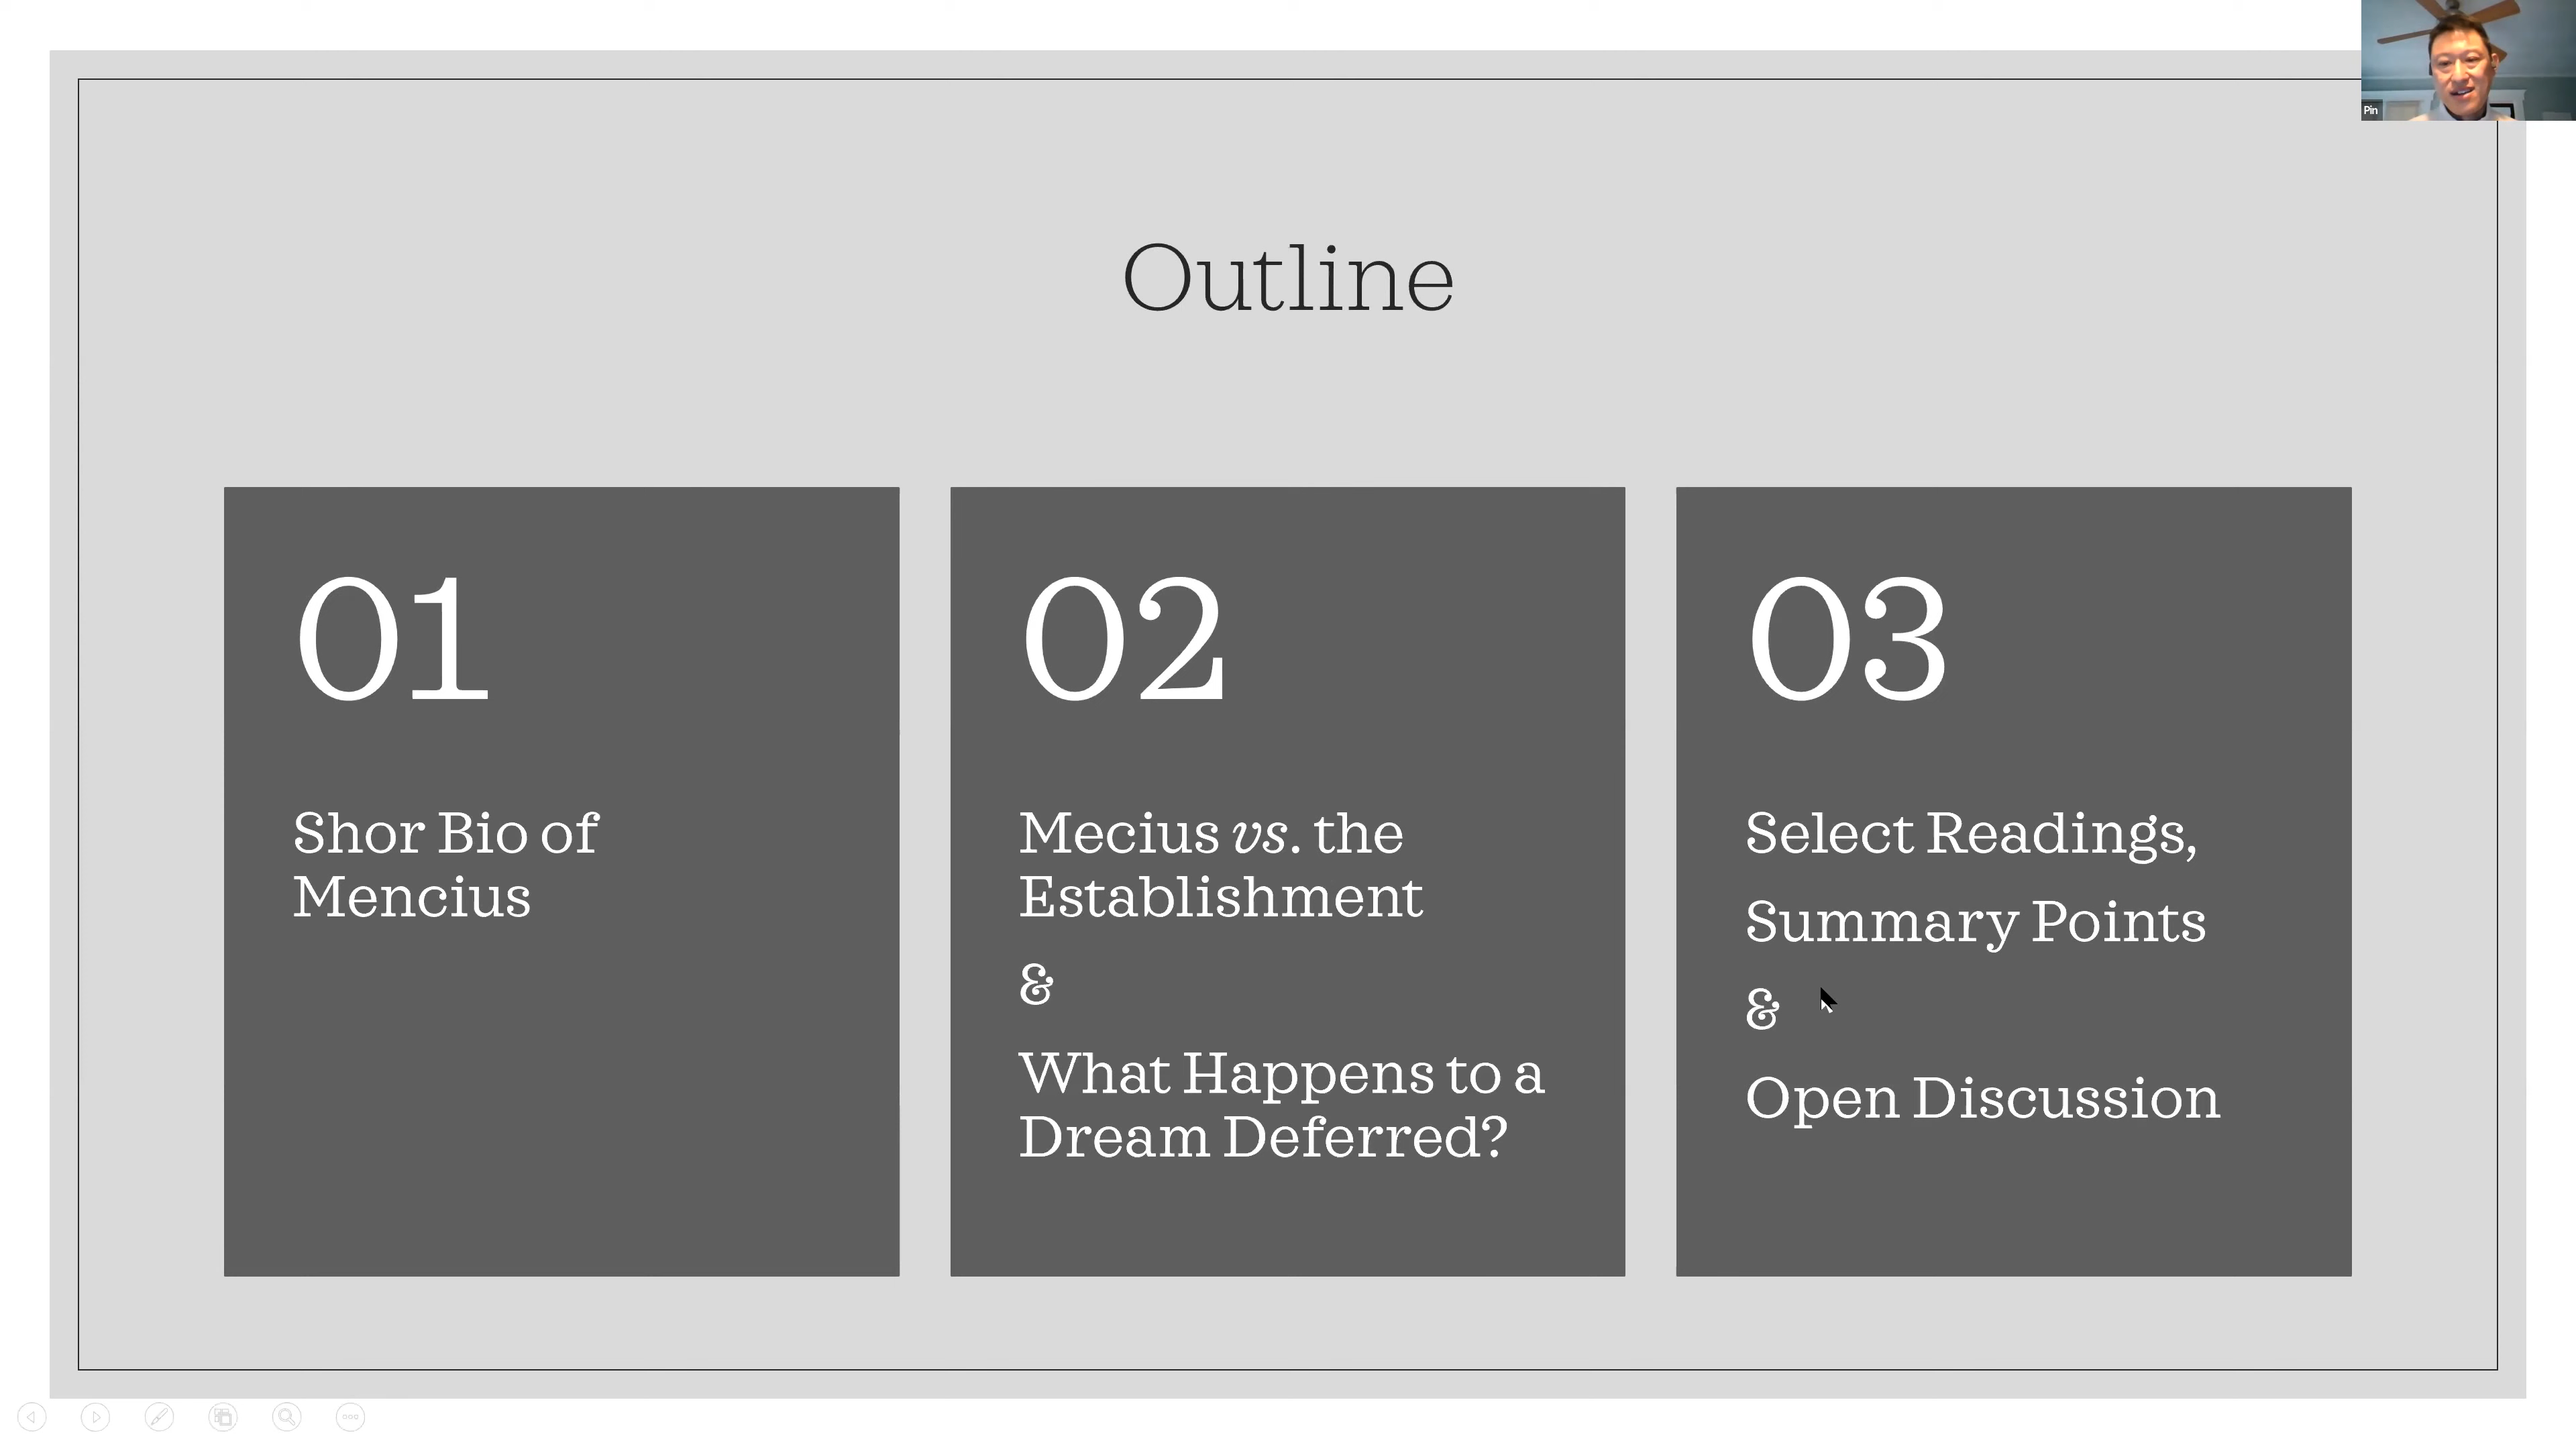 Pin
Outline
01
Shor Bio of
Mencius
02
Mecius vs. the
Establishment
&
What Happens to a
Dream Deferred?
03
Select Readings,
Summary Points
&
Open Discussion